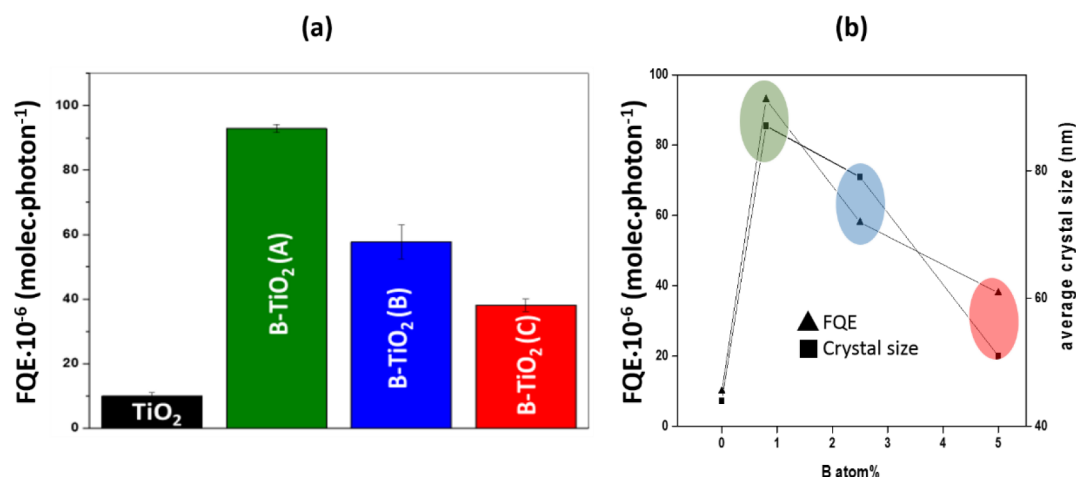 (a)
FQE·10⁻⁶ (molec·photon⁻¹)
100
80
60
40
20
0
TiO₂
B-TiO₂ (A)
B-TiO₂ (B)
B-TiO₂ (C)
(b)
FQE·10⁻⁶ (molec·photon⁻¹)
100
80
60
40
20
0
FQE
Crystal size
80
60
40
average crystal size (nm)
0
1
2
3
4
5
B atom%